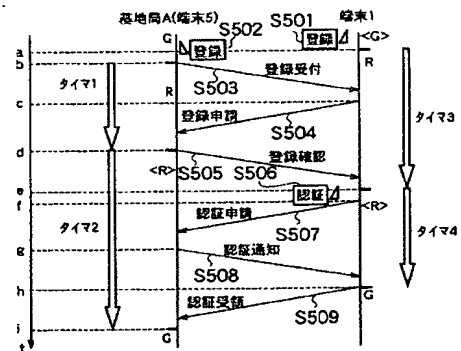 基地局A(端末5) S502 S501 端末1
G 登録 登録 <G>
a
b R
登録受付
タイマ1 R S503
c
登録申請 S504 タイマ3
d
登録確認
<R> S505 S506
e 認証
f <R>
認証申請
タイマ2 S507 タイマ4
g 認証通知
S508
h G
認証受領 S509
i G
t